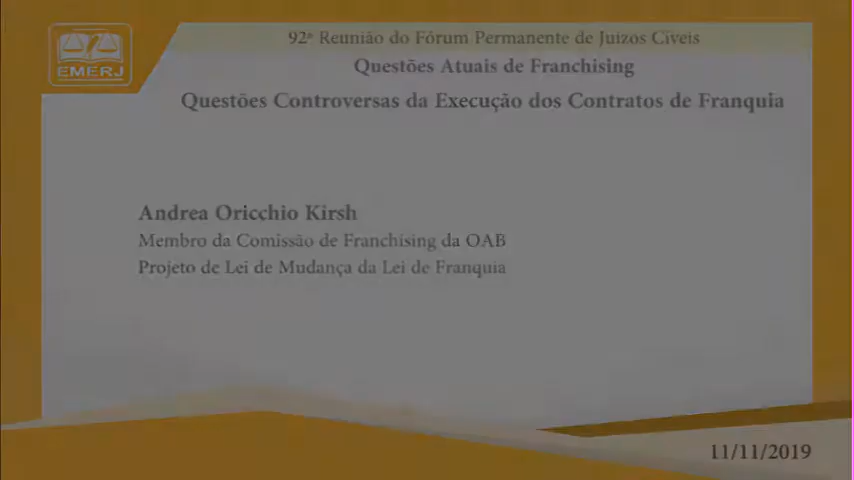 EMERJ
92ª Reunião do Fórum Permanente de Juízos Cíveis
Questões Atuais de Franchising
Questões Controversas da Execução dos Contratos de Franquia
Andrea Oricchio Kirsh
Membro da Comissão de Franchising da OAB
Projeto de Lei de Mudança da Lei de Franquia
11/11/2019